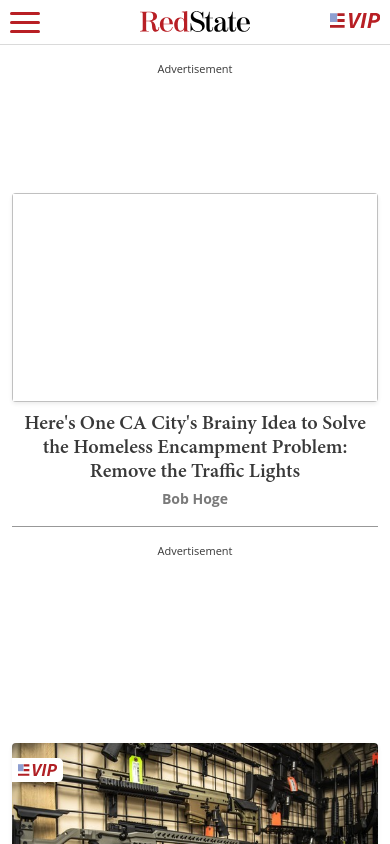 RedState
VIP
Advertisement
Here's One CA City's Brainy Idea to Solve
the Homeless Encampment Problem:
Remove the Traffic Lights
Bob Hoge
Advertisement
VIP